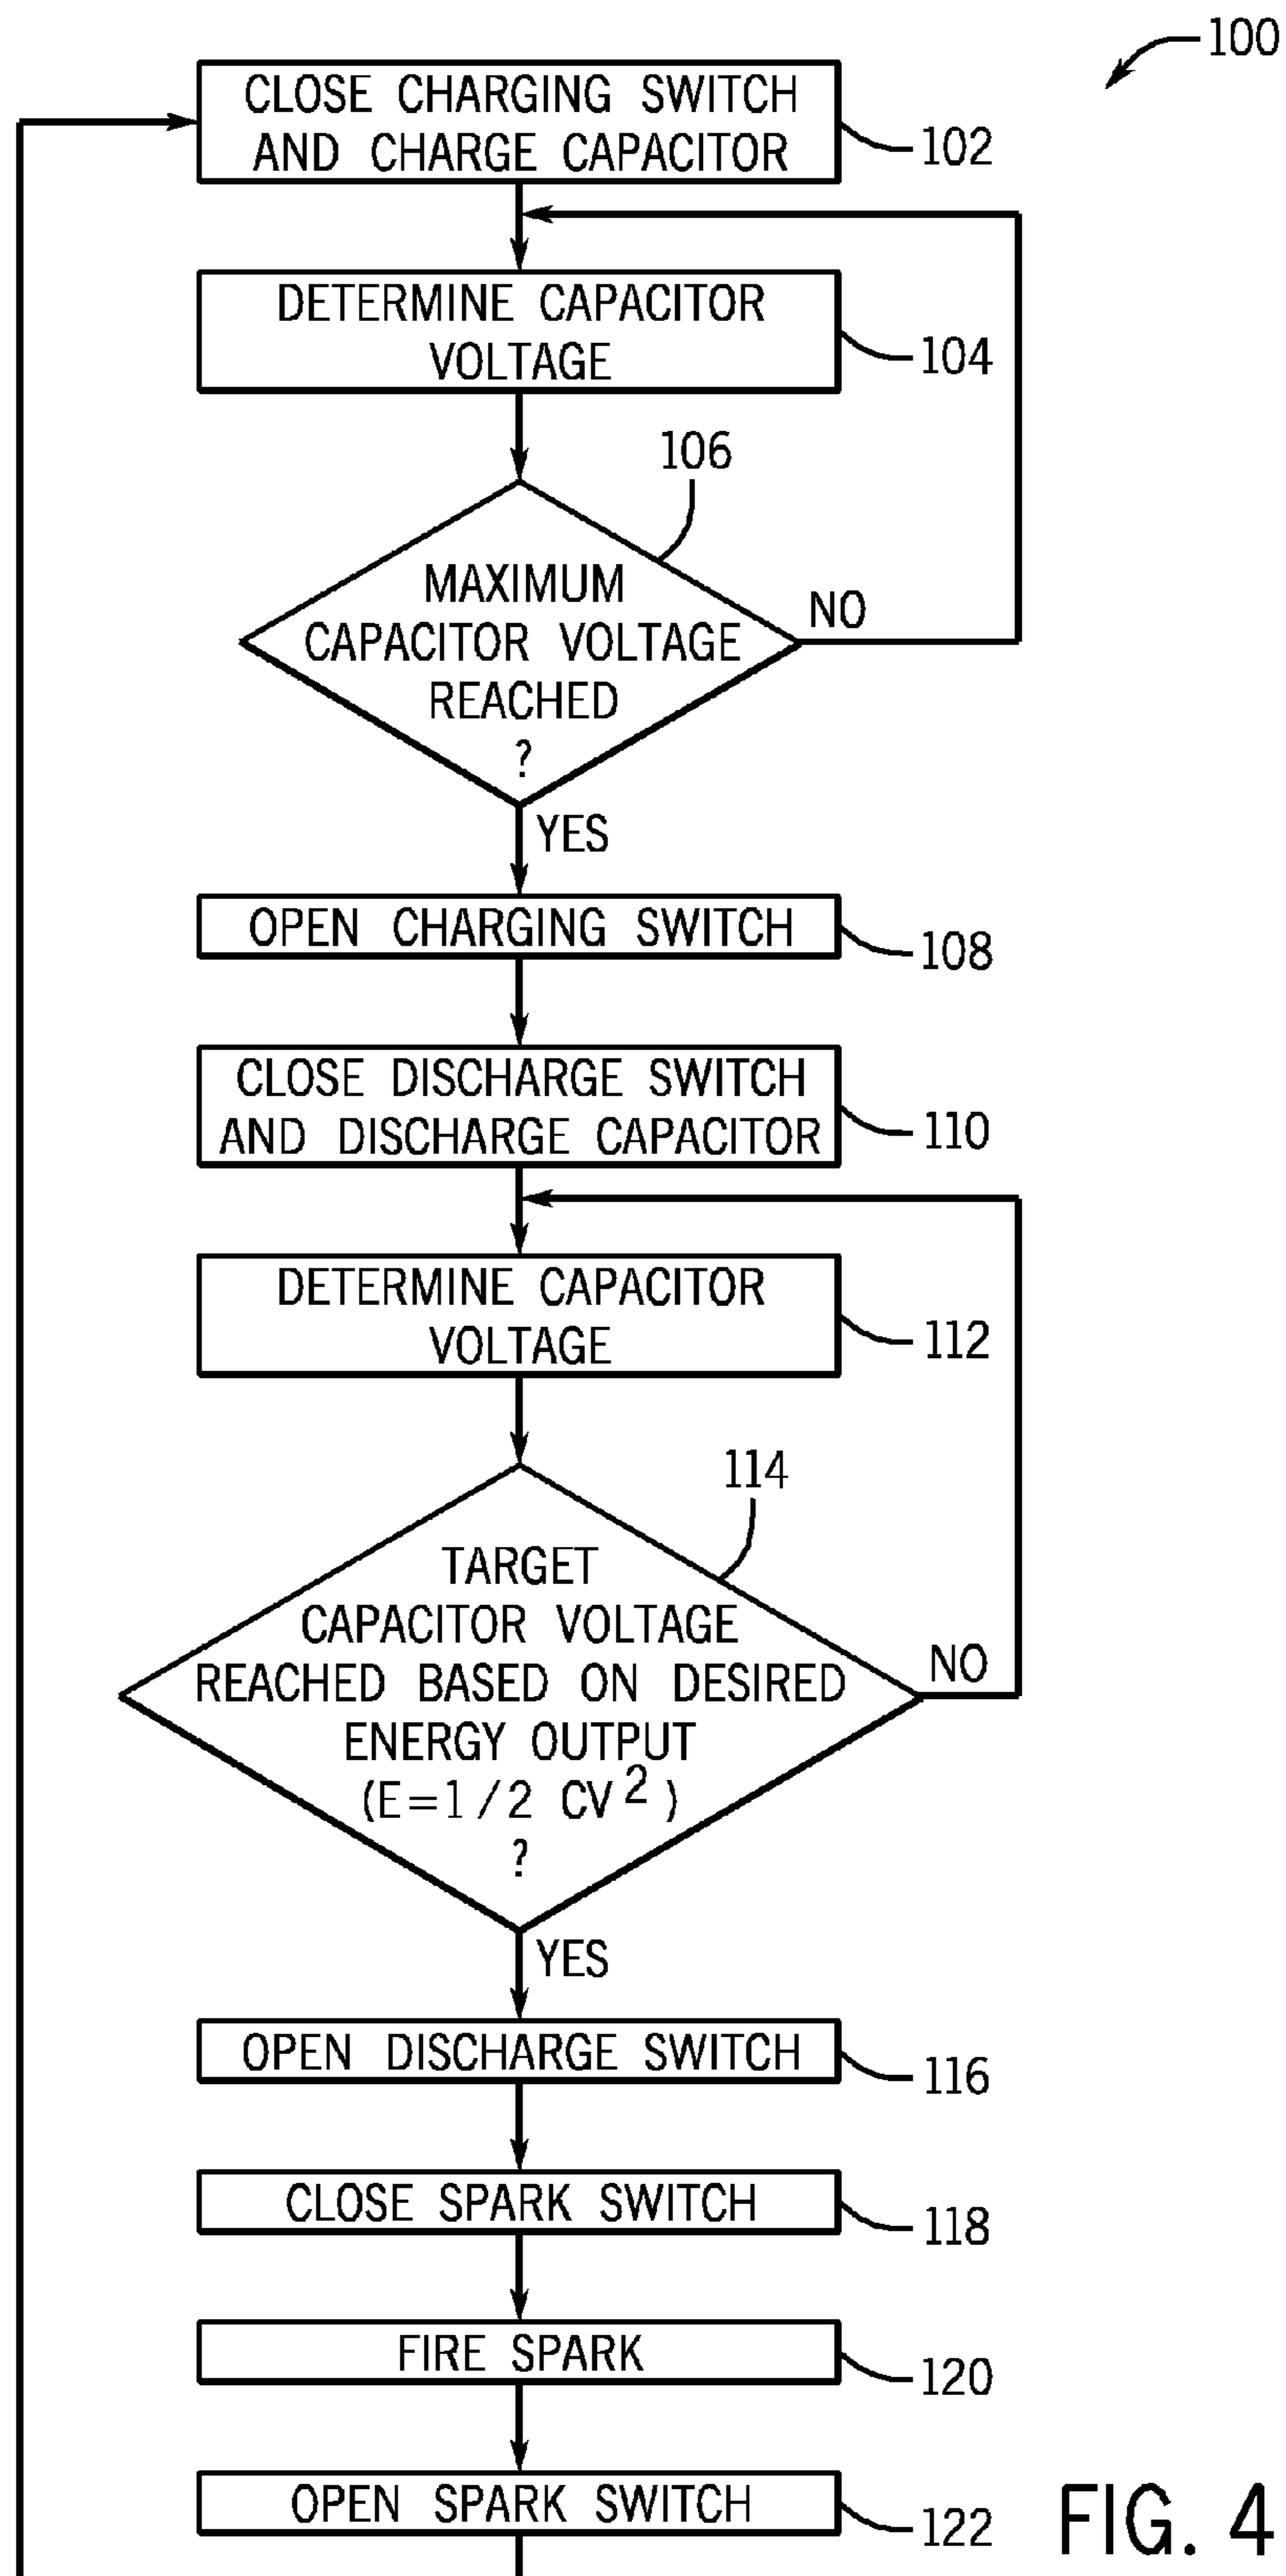 100
CLOSE CHARGING SWITCH
AND CHARGE CAPACITOR
102
DETERMINE CAPACITOR
VOLTAGE
104
106
MAXIMUM
CAPACITOR VOLTAGE
REACHED
?
NO
YES
OPEN CHARGING SWITCH
108
CLOSE DISCHARGE SWITCH
AND DISCHARGE CAPACITOR
110
DETERMINE CAPACITOR
VOLTAGE
112
114
TARGET
CAPACITOR VOLTAGE
REACHED BASED ON DESIRED
ENERGY OUTPUT
(E=1/2 CV²)
?
NO
YES
OPEN DISCHARGE SWITCH
116
CLOSE SPARK SWITCH
118
FIRE SPARK
120
OPEN SPARK SWITCH
122
FIG. 4